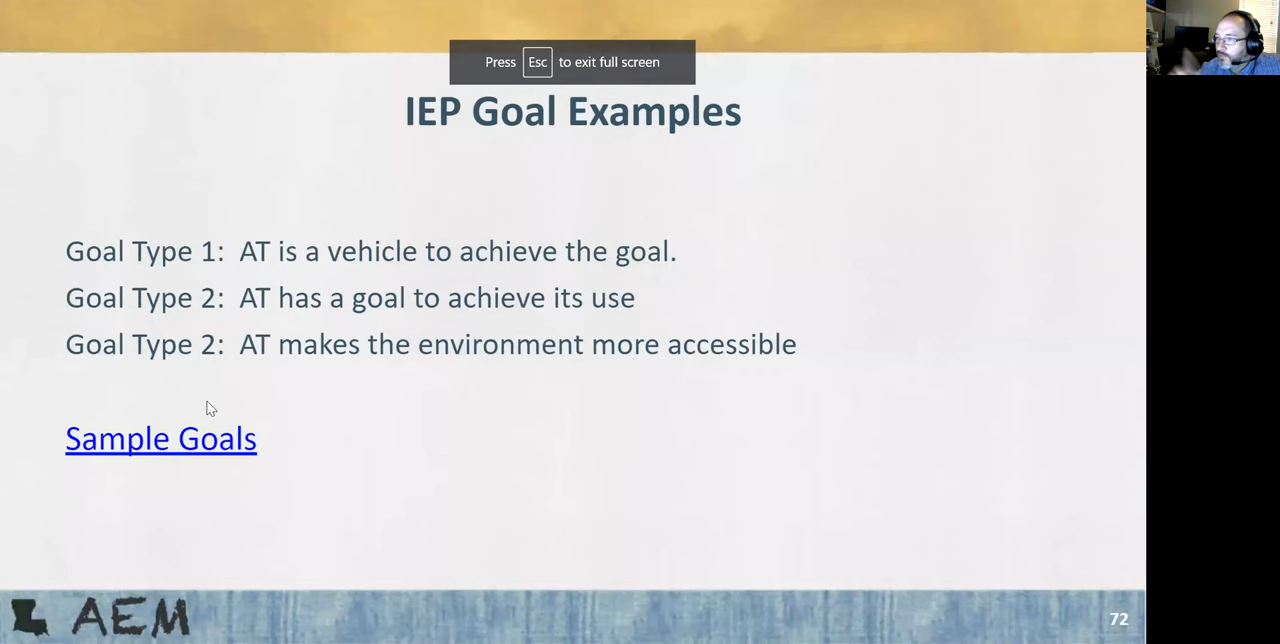 Press Esc to exit full screen
IEP Goal Examples
Goal Type 1: AT is a vehicle to achieve the goal.
Goal Type 2: AT has a goal to achieve its use
Goal Type 2: AT makes the environment more accessible
Sample Goals
AEM
72